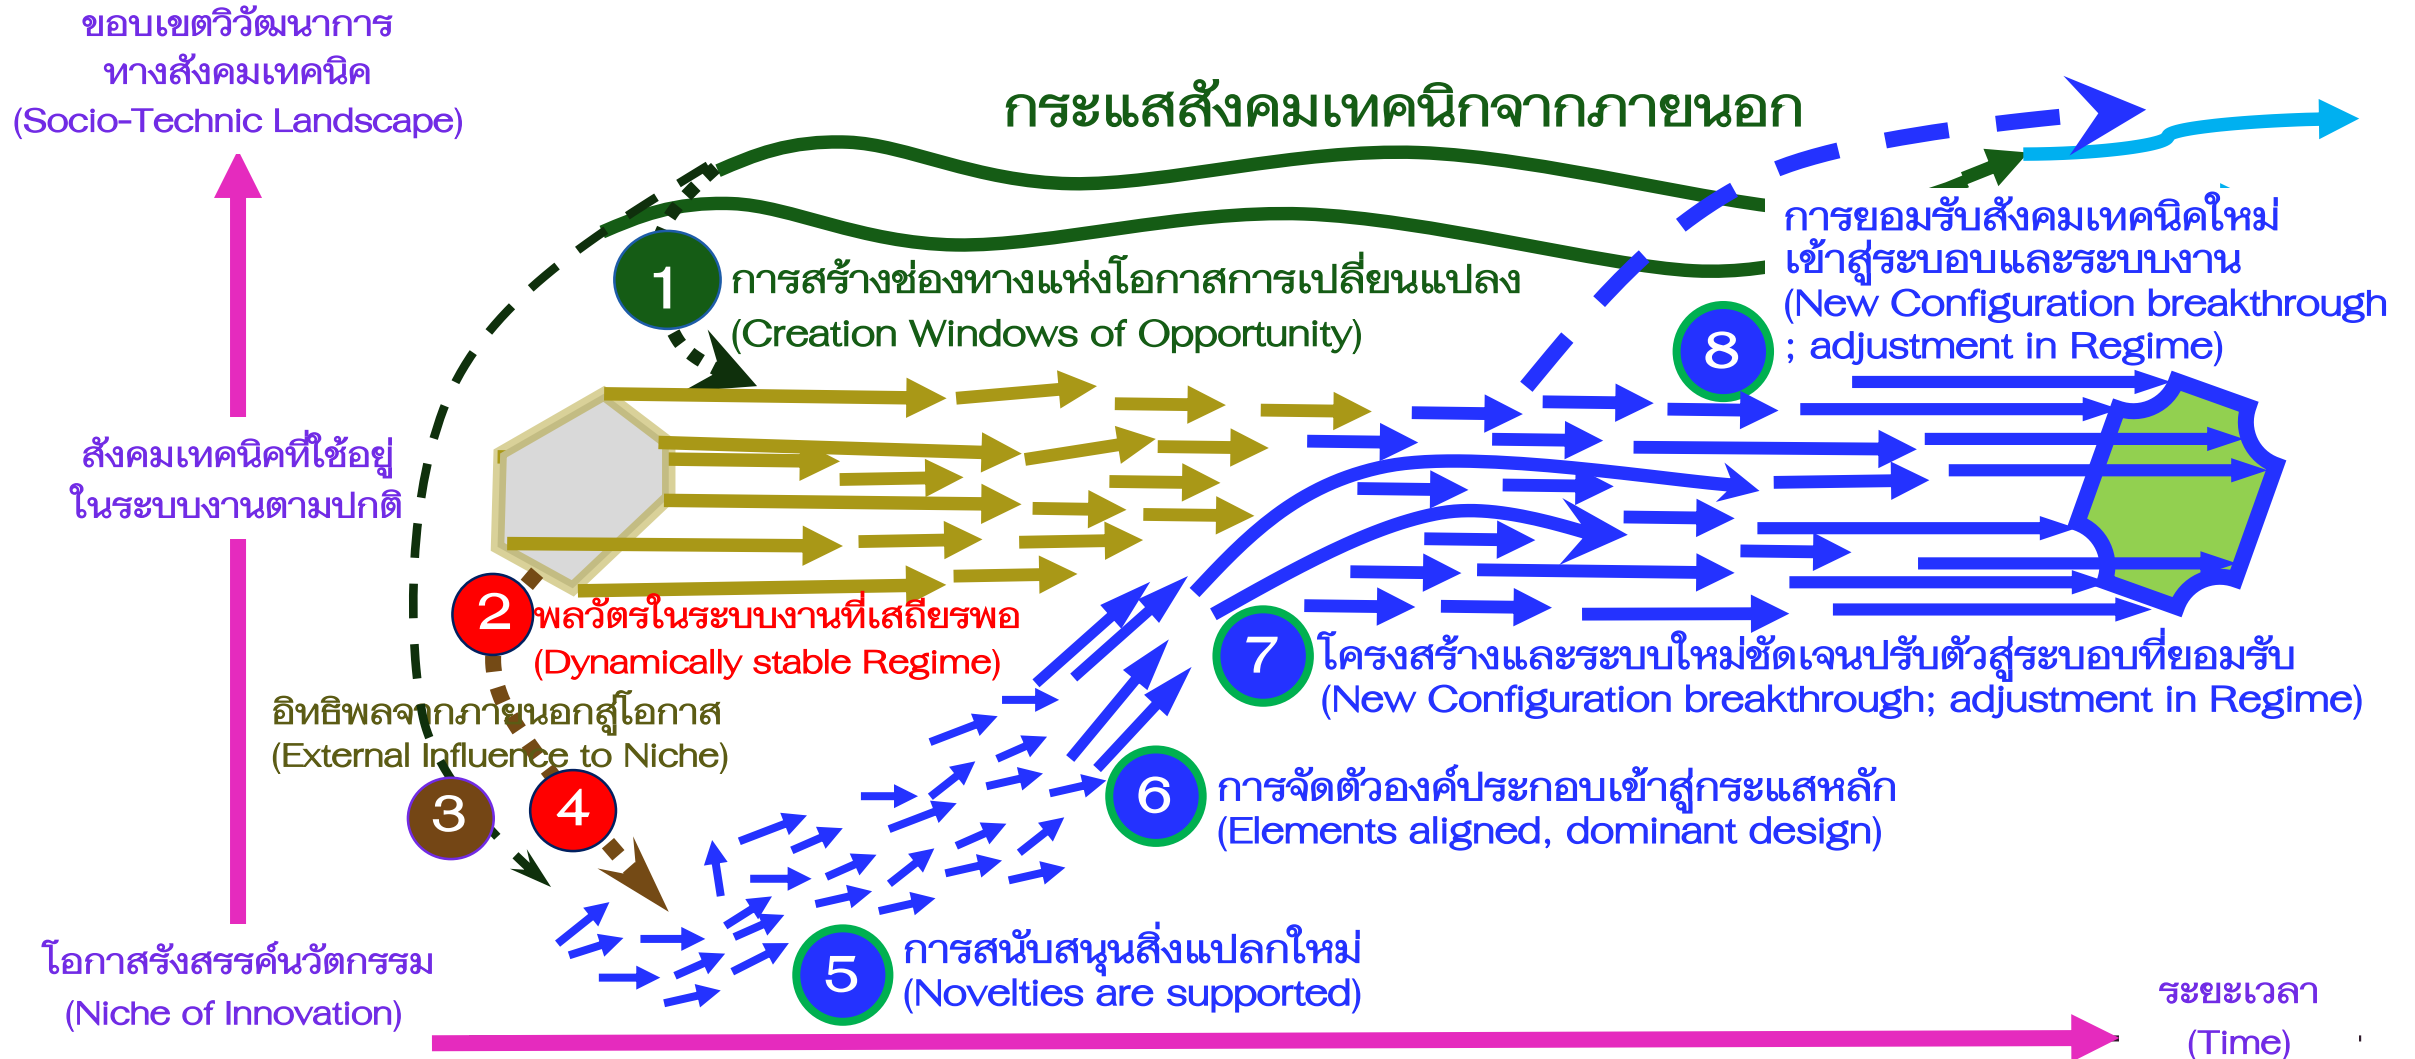 ขอบเขตวิวัฒนาการ
ทางสังคมเทคนิค
(Socio-Technic Landscape)
กระแสสังคมเทคนิกจากภายนอก
การยอมรับสังคมเทคนิคใหม่
เข้าสู่ระบอบและระบบงาน
(New Configuration breakthrough
; adjustment in Regime)
8
1
การสร้างช่องทางแห่งโอกาสการเปลี่ยนแปลง
(Creation Windows of Opportunity)
สังคมเทคนิคที่ใช้อยู่
ในระบบงานตามปกติ
2
พลวัตรในระบบงานที่เสถียรพอ
(Dynamically stable Regime)
7
โครงสร้างและระบบใหม่ชัดเจนปรับตัวสู่ระบอบที่ยอมรับ
(New Configuration breakthrough; adjustment in Regime)
อิทธิพลจากภายนอกสู่โอกาส
(External Influence to Niche)
3
4
6
การจัดตัวองค์ประกอบเข้าสู่กระแสหลัก
(Elements aligned, dominant design)
5
การสนับสนุนสิ่งแปลกใหม่
(Novelties are supported)
โอกาสรังสรรค์นวัตกรรม
(Niche of Innovation)
ระยะเวลา
(Time)